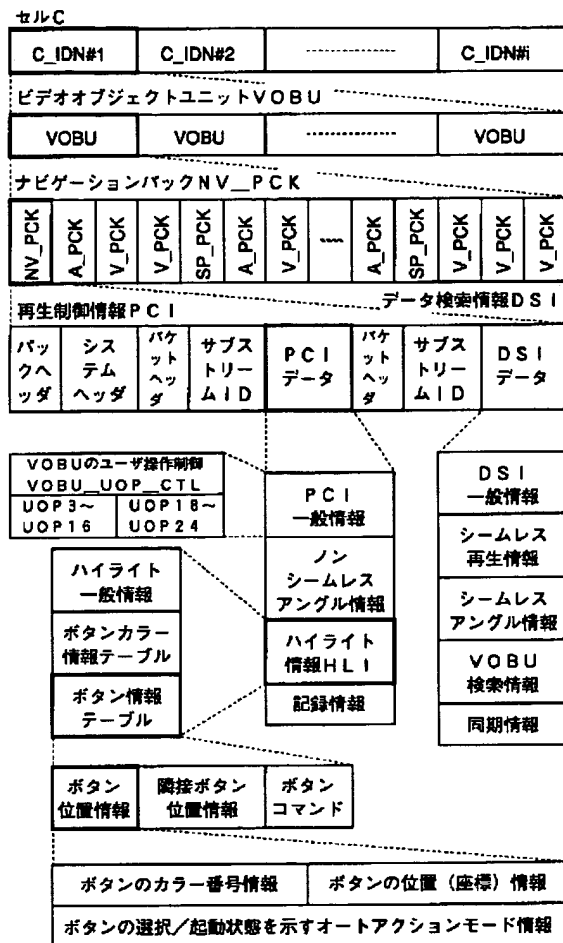 セルC
C_IDN#1 C_IDN#2 C_IDN#i
ビデオオブジェクトユニットVOBU
VOBU VOBU VOBU
ナビゲーションパックNV_PCK
NV_PCK A_PCK V_PCK V_PCK SP_PCK A_PCK V_PCK A_PCK SP_PCK V_PCK V_PCK V_PCK
再生制御情報PCI データ検索情報DSI
パックヘッダ
システムヘッダ
パケットヘッダ
サブストリームID
PCIデータ
パケットヘッダ
サブストリームID
DSIデータ
VOBUのユーザ操作制御
VOBU_UOP_CTL
UOP3～
UOP16
UOP18～
UOP24
PCI
一般情報
ノン
シームレス
アングル情報
ハイライト
情報HLI
記録情報
DSI
一般情報
シームレス
再生情報
シームレス
アングル情報
VOBU
検索情報
同期情報
ハイライト
一般情報
ボタンカラー
情報テーブル
ボタン情報
テーブル
ボタン
位置情報
隣接ボタン
位置情報
ボタン
コマンド
ボタンのカラー番号情報 ボタンの位置(座標)情報
ボタンの選択/起動状態を示すオートアクションモード情報